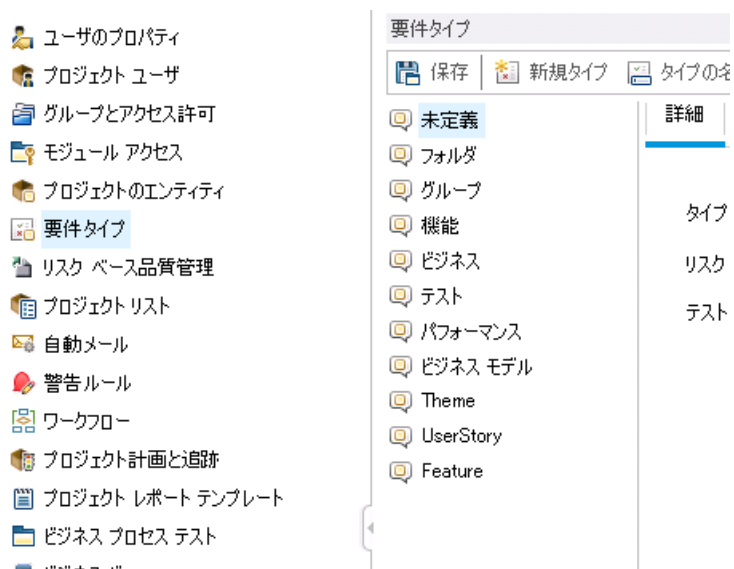 ユーザのプロパティ
プロジェクト ユーザ
グループとアクセス許可
モジュール アクセス
プロジェクトのエンティティ
要件タイプ
リスク ベース品質管理
プロジェクト リスト
自動メール
警告ルール
ワークフロー
プロジェクト計画と追跡
プロジェクト レポート テンプレート
ビジネス プロセス テスト
要件タイプ
保存 新規タイプ タイプの名
未定義
フォルダ
グループ
機能
ビジネス
テスト
パフォーマンス
ビジネス モデル
Theme
UserStory
Feature
詳細
タイプ
リスク
テスト